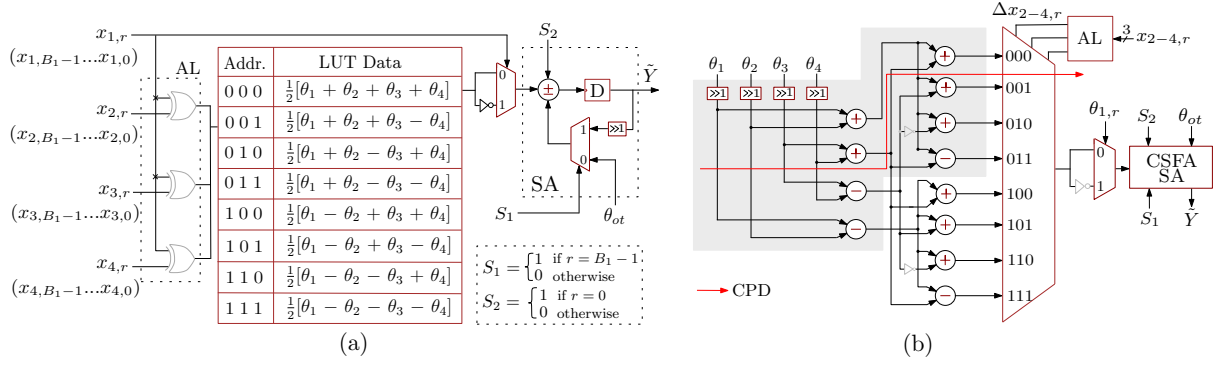 x_{1,r}
(x_{1,B_1-1}...x_{1,0})
AL
x_{2,r}
(x_{2,B_1-1}...x_{2,0})
x_{3,r}
(x_{3,B_1-1}...x_{3,0})
x_{4,r}
(x_{4,B_1-1}...x_{4,0})
Addr. LUT Data
0 0 0 ½[θ_1 + θ_2 + θ_3 + θ_4]
0 0 1 ½[θ_1 + θ_2 + θ_3 − θ_4]
0 1 0 ½[θ_1 + θ_2 − θ_3 + θ_4]
0 1 1 ½[θ_1 + θ_2 − θ_3 − θ_4]
1 0 0 ½[θ_1 − θ_2 + θ_3 + θ_4]
1 0 1 ½[θ_1 − θ_2 + θ_3 − θ_4]
1 1 0 ½[θ_1 − θ_2 − θ_3 + θ_4]
1 1 1 ½[θ_1 − θ_2 − θ_3 − θ_4]
0
1
S_2
±
D
Ỹ
>>1
1
0
SA
S_1
θ_{ot}
S_1 = { 1 if r = B_1 − 1
0 otherwise
S_2 = { 1 if r = 0
0 otherwise
(a)
θ_1 θ_2 θ_3 θ_4
>>1 >>1 >>1 >>1
+
+
−
−
+
+
+
−
+
+
+
−
CPD
Δx_{2−4,r}
AL
3
x_{2−4,r}
000
001
010
011
100
101
110
111
θ_{1,r}
0
1
S_2 θ_{ot}
CSFA
SA
S_1 Ỹ
(b)